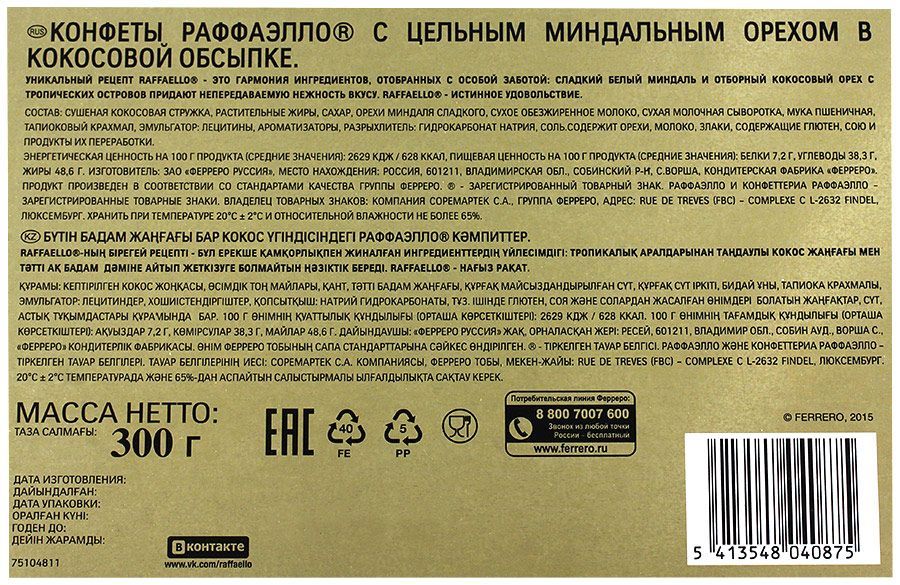 RUS КОНФЕТЫ РАФФАЭЛЛО® С ЦЕЛЬНЫМ МИНДАЛЬНЫМ ОРЕХОМ В
КОКОСОВОЙ ОБСЫПКЕ.
УНИКАЛЬНЫЙ РЕЦЕПТ RAFFAELLO® - ЭТО ГАРМОНИЯ ИНГРЕДИЕНТОВ, ОТОБРАННЫХ С ОСОБОЙ ЗАБОТОЙ: СЛАДКИЙ БЕЛЫЙ МИНДАЛЬ И ОТБОРНЫЙ КОКОСОВЫЙ ОРЕХ С
ТРОПИЧЕСКИХ ОСТРОВОВ ПРИДАЮТ НЕПЕРЕДАВАЕМУЮ НЕЖНОСТЬ ВКУСУ. RAFFAELLO® - ИСТИННОЕ УДОВОЛЬСТВИЕ.
СОСТАВ: СУШЕНАЯ КОКОСОВАЯ СТРУЖКА, РАСТИТЕЛЬНЫЕ ЖИРЫ, САХАР, ОРЕХИ МИНДАЛЯ СЛАДКОГО, СУХОЕ ОБЕЗЖИРЕННОЕ МОЛОКО, СУХАЯ МОЛОЧНАЯ СЫВОРОТКА, МУКА ПШЕНИЧНАЯ,
ТАПИОКОВЫЙ КРАХМАЛ, ЭМУЛЬГАТОР: ЛЕЦИТИНЫ, АРОМАТИЗАТОРЫ, РАЗРЫХЛИТЕЛЬ: ГИДРОКАРБОНАТ НАТРИЯ, СОЛЬ.СОДЕРЖИТ ОРЕХИ, МОЛОКО, ЗЛАКИ, СОДЕРЖАЩИЕ ГЛЮТЕН, СОЮ И
ПРОДУКТЫ ИХ ПЕРЕРАБОТКИ.
ЭНЕРГЕТИЧЕСКАЯ ЦЕННОСТЬ НА 100 Г ПРОДУКТА (СРЕДНИЕ ЗНАЧЕНИЯ): 2629 КДЖ / 628 ККАЛ, ПИЩЕВАЯ ЦЕННОСТЬ НА 100 Г ПРОДУКТА (СРЕДНИЕ ЗНАЧЕНИЯ): БЕЛКИ 7,2 Г, УГЛЕВОДЫ 38,3 Г,
ЖИРЫ 48,6 Г. ИЗГОТОВИТЕЛЬ: ЗАО «ФЕРРЕРО РУССИЯ», МЕСТО НАХОЖДЕНИЯ: РОССИЯ, 601211, ВЛАДИМИРСКАЯ ОБЛ., СОБИНСКИЙ Р-Н, С.ВОРША, КОНДИТЕРСКАЯ ФАБРИКА «ФЕРРЕРО».
ПРОДУКТ ПРОИЗВЕДЕН В СООТВЕТСТВИИ СО СТАНДАРТАМИ КАЧЕСТВА ГРУППЫ ФЕРРЕРО. ® - ЗАРЕГИСТРИРОВАННЫЙ ТОВАРНЫЙ ЗНАК. РАФФАЭЛЛО И КОНФЕТТЕРИА РАФФАЭЛЛО –
ЗАРЕГИСТРИРОВАННЫЕ ТОВАРНЫЕ ЗНАКИ. ВЛАДЕЛЕЦ ТОВАРНЫХ ЗНАКОВ: КОМПАНИЯ СОРЕМАРТЕК С.А., ГРУППА ФЕРРЕРО, АДРЕС: RUE DE TREVES (FBC) – COMPLEXE C L-2632 FINDEL,
ЛЮКСЕМБУРГ. ХРАНИТЬ ПРИ ТЕМПЕРАТУРЕ 20°C ± 2°C И ОТНОСИТЕЛЬНОЙ ВЛАЖНОСТИ НЕ БОЛЕЕ 65%.
KZ БҮТІН БАДАМ ЖАҢҒАҒЫ БАР КОКОС ҮГІНДІСІНДЕГІ РАФФАЭЛЛО® КӘМПИТТЕР.
RAFFAELLO®-НЫҢ БІРЕГЕЙ РЕЦЕПТІ - БҰЛ ЕРЕКШЕ ҚАМҚОРЛЫҚПЕН ЖИНАЛҒАН ИНГРЕДИЕНТТЕРДІҢ ҮЙЛЕСІМДІГІ: ТРОПИКАЛЫҚ АРАЛДАРЫНАН ТАҢДАУЛЫ КОКОС ЖАҢҒАҒЫ МЕН
ТӘТТІ АҚ БАДАМ ДӘМІНЕ АЙТЫП ЖЕТКІЗУГЕ БОЛМАЙТЫН НӘЗІКТІК БЕРЕДІ. RAFFAELLO® - НАҒЫЗ РАҚАТ.
ҚҰРАМЫ: КЕПТІРІЛГЕН КОКОС ЖОҢҚАСЫ, ӨСІМДІК ТОҢ МАЙЛАРЫ, ҚАНТ, ТӘТТІ БАДАМ ЖАҢҒАҒЫ, ҚҰРҒАҚ МАЙСЫЗДАНДЫРЫЛҒАН СҮТ, ҚҰРҒАҚ СҮТ ІРКІТІ, БИДАЙ ҰНЫ, ТАПИОКА КРАХМАЛЫ,
ЭМУЛЬГАТОР: ЛЕЦИТИНДЕР, ХОШИІСТЕНДІРГІШТЕР, ҚОПСЫТҚЫШ: НАТРИЙ ГИДРОКАРБОНАТЫ, ТҰЗ. ІШІНДЕ ГЛЮТЕН, СОЯ ЖӘНЕ СОЛАРДАН ЖАСАЛҒАН ӨНІМДЕРІ БОЛАТЫН ЖАҢҒАҚТАР, СҮТ,
АСТЫҚ ТҰҚЫМДАСТАРЫ ҚҰРАМЫНДА БАР. 100 Г ӨНІМНІҢ ҚУАТТЫЛЫҚ ҚҰНДЫЛЫҒЫ (ОРТАША КӨРСЕТКІШТЕРІ): 2629 КДЖ / 628 ККАЛ, 100 Г ӨНІМНІҢ ТАҒАМДЫҚ ҚҰНДЫЛЫҒЫ (ОРТАША
КӨРСЕТКІШТЕРІ): АҚУЫЗДАР 7,2 Г, КӨМІРСУЛАР 38,3 Г, МАЙЛАР 48,6 Г. ДАЙЫНДАУШЫ: «ФЕРРЕРО РУССИЯ» ЖАҚ, ОРНАЛАСҚАН ЖЕРІ: РЕСЕЙ, 601211, ВЛАДИМИР ОБЛ., СОБИН АУД., ВОРША С.,
«ФЕРРЕРО» КОНДИТЕРЛІК ФАБРИКАСЫ. ӨНІМ ФЕРРЕРО ТОБЫНЫҢ САПА СТАНДАРТТАРЫНА СӘЙКЕС ӨНДІРІЛГЕН. ® - ТІРКЕЛГЕН ТАУАР БЕЛГІСІ. РАФФАЭЛЛО ЖӘНЕ КОНФЕТТЕРИА РАФФАЭЛЛО –
ТІРКЕЛГЕН ТАУАР БЕЛГІЛЕРІ. ТАУАР БЕЛГІЛЕРІНІҢ ИЕСІ: СОРЕМАРТЕК С.А. КОМПАНИЯСЫ, ФЕРРЕРО ТОБЫ, МЕКЕН-ЖАЙЫ: RUE DE TREVES (FBC) – COMPLEXE C L-2632 FINDEL, ЛЮКСЕМБУРГ.
20°C ± 2°C ТЕМПЕРАТУРАДА ЖӘНЕ 65%-ДАН АСПАЙТЫН САЛЫСТЫРМАЛЫ ЫЛҒАЛДЫЛЫҚТА САҚТАУ КЕРЕК.
МАССА НЕТТО:
ТАЗА САЛМАҒЫ: 300 г
EAC
40
FE
5
PP
Потребительская линия Ферреро:
8 800 7007 600
Звонок из любой точки
России – бесплатный
www.ferrero.ru
© FERRERO, 2015
ДАТА ИЗГОТОВЛЕНИЯ:
ДАЙЫНДАЛҒАН:
ДАТА УПАКОВКИ:
ОРАЛҒАН КҮНІ:
ГОДЕН ДО:
ДЕЙІН ЖАРАМДЫ:
75104811
В контакте
www.vk.com/raffaello
5 413548 040875